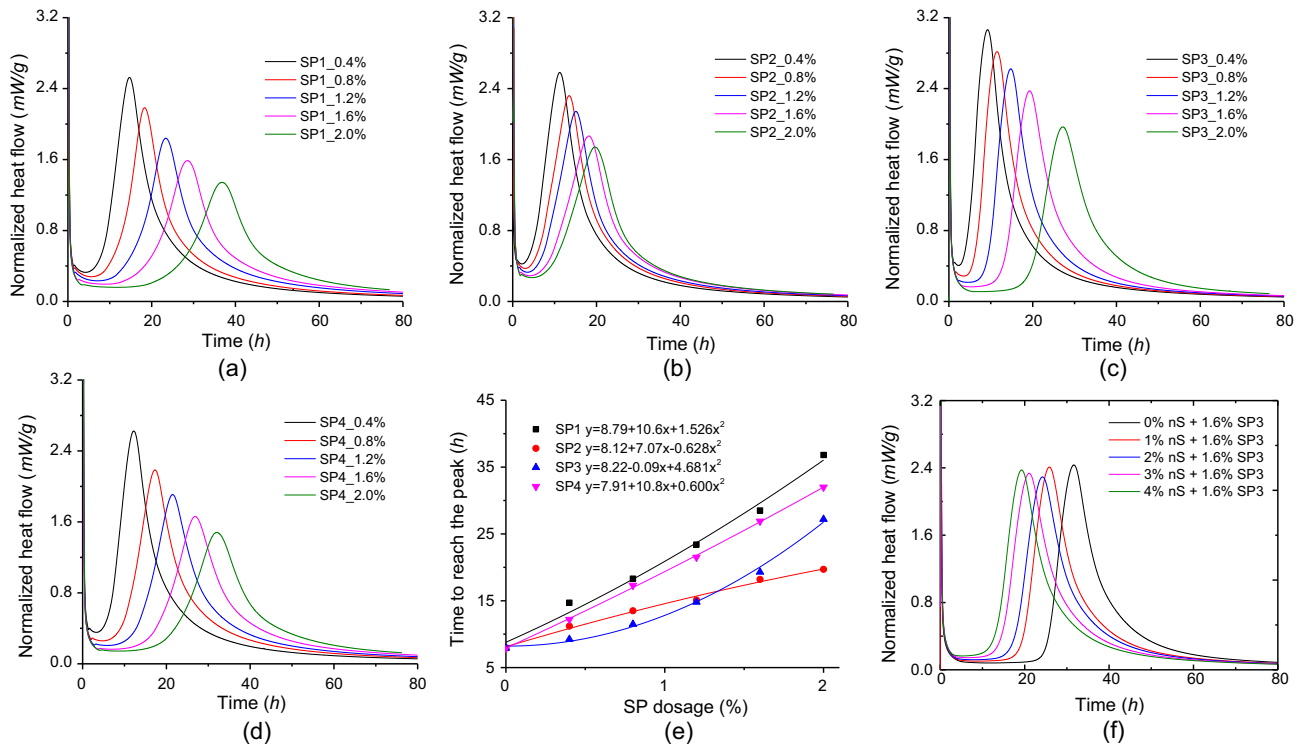 3.2
2.4
1.6
0.8
0.0
Normalized heat flow (mW/g)
SP1_0.4%
SP1_0.8%
SP1_1.2%
SP1_1.6%
SP1_2.0%
0 20 40 60 80
Time (h)
(a)
3.2
2.4
1.6
0.8
0.0
Normalized heat flow (mW/g)
SP2_0.4%
SP2_0.8%
SP2_1.2%
SP2_1.6%
SP2_2.0%
0 20 40 60 80
Time (h)
(b)
3.2
2.4
1.6
0.8
0.0
Normalized heat flow (mW/g)
SP3_0.4%
SP3_0.8%
SP3_1.2%
SP3_1.6%
SP3_2.0%
0 20 40 60 80
Time (h)
(c)
3.2
2.4
1.6
0.8
0.0
Normalized heat flow (mW/g)
SP4_0.4%
SP4_0.8%
SP4_1.2%
SP4_1.6%
SP4_2.0%
0 20 40 60 80
Time (h)
(d)
45
35
25
15
5
Time to reach the peak (h)
SP1 y=8.79+10.6x+1.526x²
SP2 y=8.12+7.07x-0.628x²
SP3 y=8.22-0.09x+4.681x²
SP4 y=7.91+10.8x+0.600x²
0 1 2
SP dosage (%)
(e)
3.2
2.4
1.6
0.8
0.0
Normalized heat flow (mW/g)
0% nS + 1.6% SP3
1% nS + 1.6% SP3
2% nS + 1.6% SP3
3% nS + 1.6% SP3
4% nS + 1.6% SP3
0 20 40 60 80
Time (h)
(f)